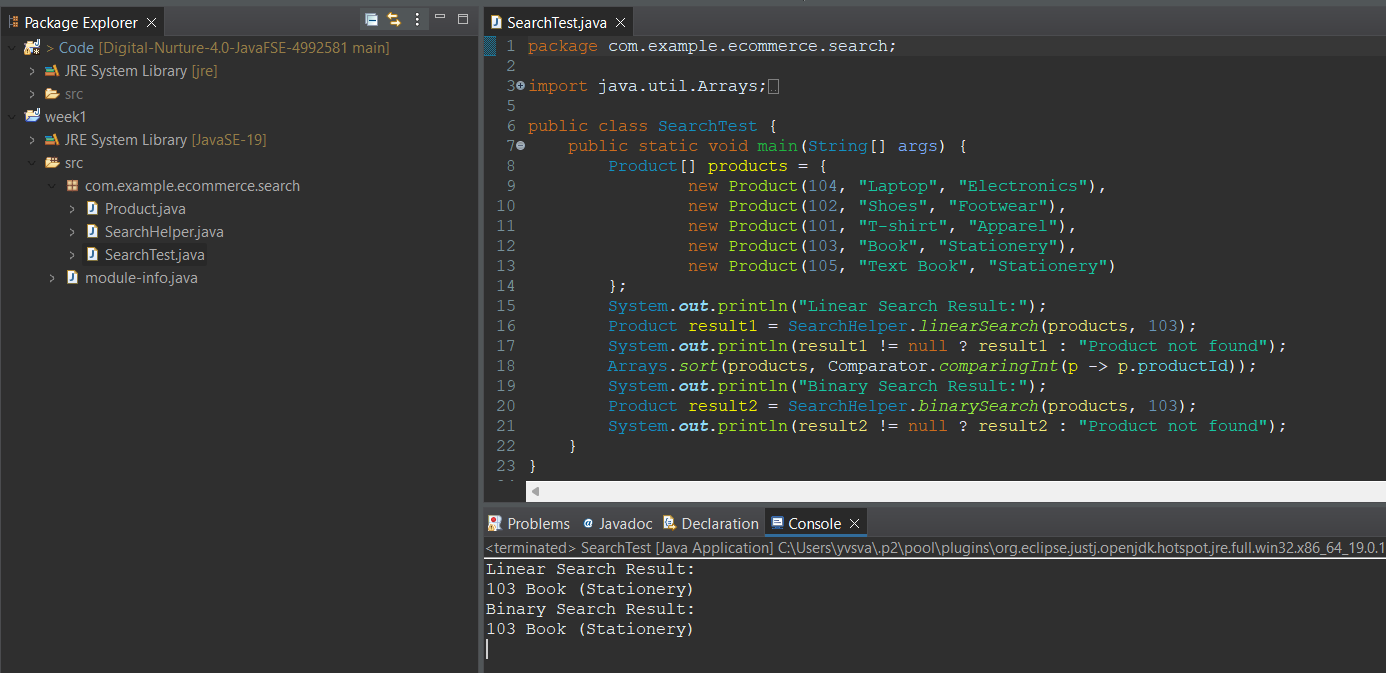 Package Explorer
> Code [Digital-Nurture-4.0-JavaFSE-4992581 main]
JRE System Library [jre]
src
week1
JRE System Library [JavaSE-19]
src
com.example.ecommerce.search
Product.java
SearchHelper.java
SearchTest.java
module-info.java
SearchTest.java
1 package com.example.ecommerce.search;
2
3 import java.util.Arrays;
5
6 public class SearchTest {
7     public static void main(String[] args) {
8         Product[] products = {
9                 new Product(104, "Laptop", "Electronics"),
10                 new Product(102, "Shoes", "Footwear"),
11                 new Product(101, "T-shirt", "Apparel"),
12                 new Product(103, "Book", "Stationery"),
13                 new Product(105, "Text Book", "Stationery")
14         };
15         System.out.println("Linear Search Result:");
16         Product result1 = SearchHelper.linearSearch(products, 103);
17         System.out.println(result1 != null ? result1 : "Product not found");
18         Arrays.sort(products, Comparator.comparingInt(p -> p.productId));
19         System.out.println("Binary Search Result:");
20         Product result2 = SearchHelper.binarySearch(products, 103);
21         System.out.println(result2 != null ? result2 : "Product not found");
22     }
23 }
Problems @ Javadoc Declaration Console
<terminated> SearchTest [Java Application] C:\Users\yvsva\.p2\pool\plugins\org.eclipse.justj.openjdk.hotspot.jre.full.win32.x86_64_19.0.1
Linear Search Result:
103 Book (Stationery)
Binary Search Result:
103 Book (Stationery)